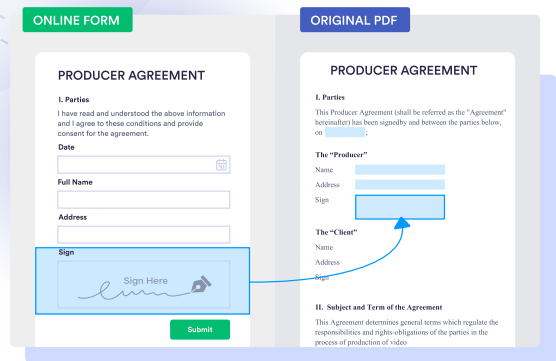 ONLINE FORM
PRODUCER AGREEMENT
I. Parties
I have read and understood the above information
and I agree to these conditions and provide
consent for the agreement.
Date
Full Name
Address
Sign
Sign Here
Submit
ORIGINAL PDF
PRODUCER AGREEMENT
I. Parties
This Producer Agreement (shall be referred as the "Agreement"
hereinafter) has been signedby and between the parties below,
on ;
The “Producer”
Name
Address
Sign
The “Client”
Name
Address
Sign
II. Subject and Term of the Agreement
This Agreement determines general terms which regulate the
responsibilities and rights-obligations of the parties in the
process of production of video